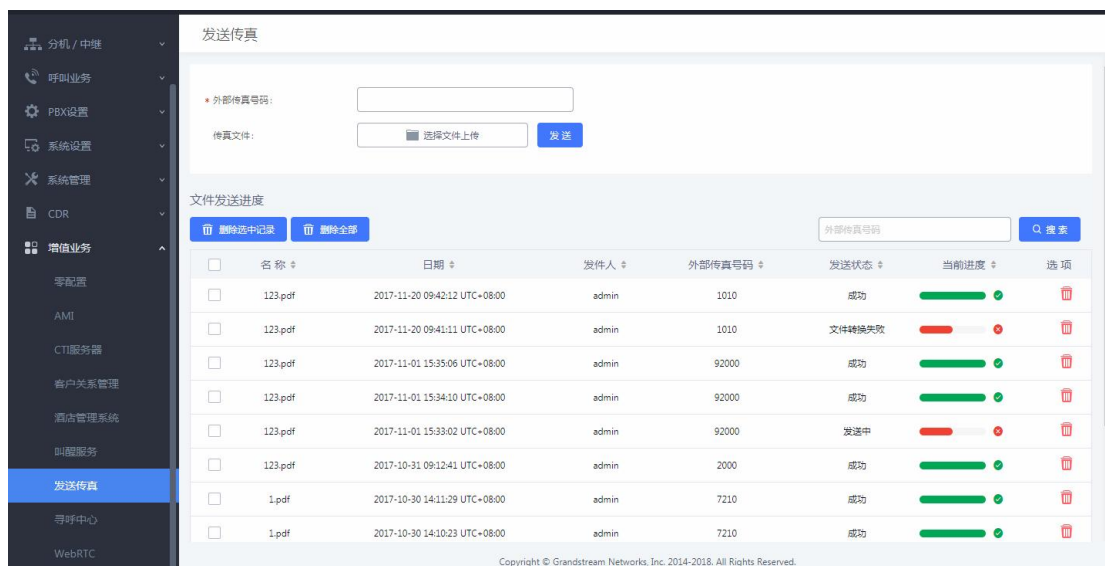 分机 / 中继
呼叫业务
PBX设置
系统设置
系统管理
CDR
增值业务
零配置
AMI
CTI服务器
客户关系管理
酒店管理系统
叫醒服务
发送传真
寻呼中心
WebRTC
发送传真
* 外部传真号码:
传真文件: 选择文件上传 发送
文件发送进度
删除选中记录 删除全部 外部传真号码 搜索
名称 日期 发件人 外部传真号码 发送状态 当前进度 选项
123.pdf 2017-11-20 09:42:12 UTC+08:00 admin 1010 成功
123.pdf 2017-11-20 09:41:11 UTC+08:00 admin 1010 文件转换失败
123.pdf 2017-11-01 15:35:06 UTC+08:00 admin 92000 成功
123.pdf 2017-11-01 15:34:10 UTC+08:00 admin 92000 成功
123.pdf 2017-11-01 15:33:02 UTC+08:00 admin 92000 发送中
123.pdf 2017-10-31 09:12:41 UTC+08:00 admin 2000 成功
1.pdf 2017-10-30 14:11:29 UTC+08:00 admin 7210 成功
1.pdf 2017-10-30 14:10:23 UTC+08:00 admin 7210 成功
Copyright © Grandstream Networks, Inc. 2014-2018. All Rights Reserved.